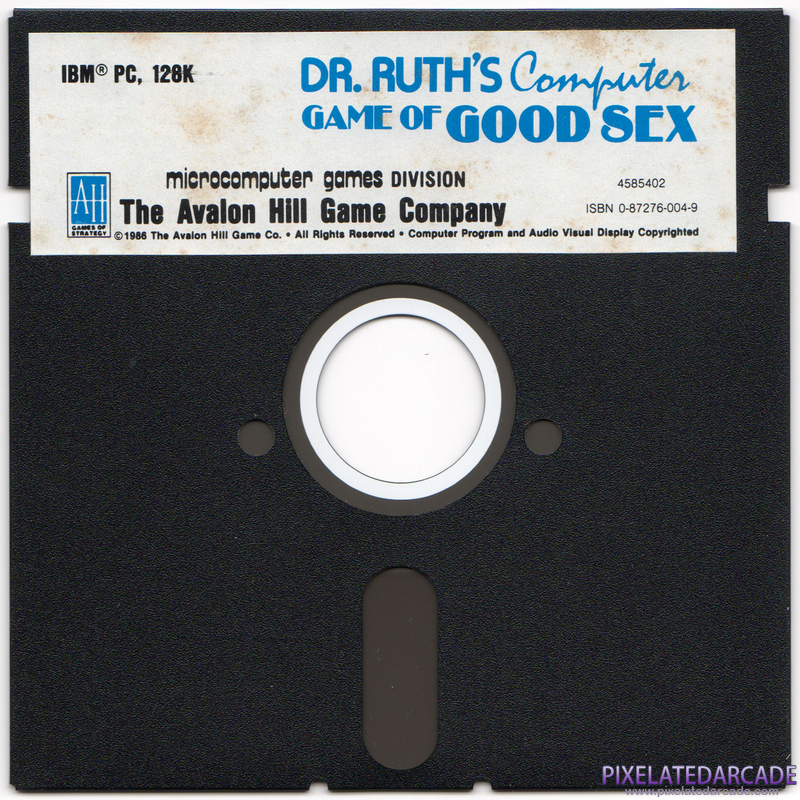 IBM® PC, 128K
DR. RUTH'S Computer
GAME OF GOOD SEX
microcomputer games DIVISION
4585402
AH
GAMES OF
STRATEGY
The Avalon Hill Game Company
ISBN 0-87276-004-9
©1986 The Avalon Hill Game Co. • All Rights Reserved • Computer Program and Audio Visual Display Copyrighted
PIXELATEDARCADE
www.pixelatedarcade.com